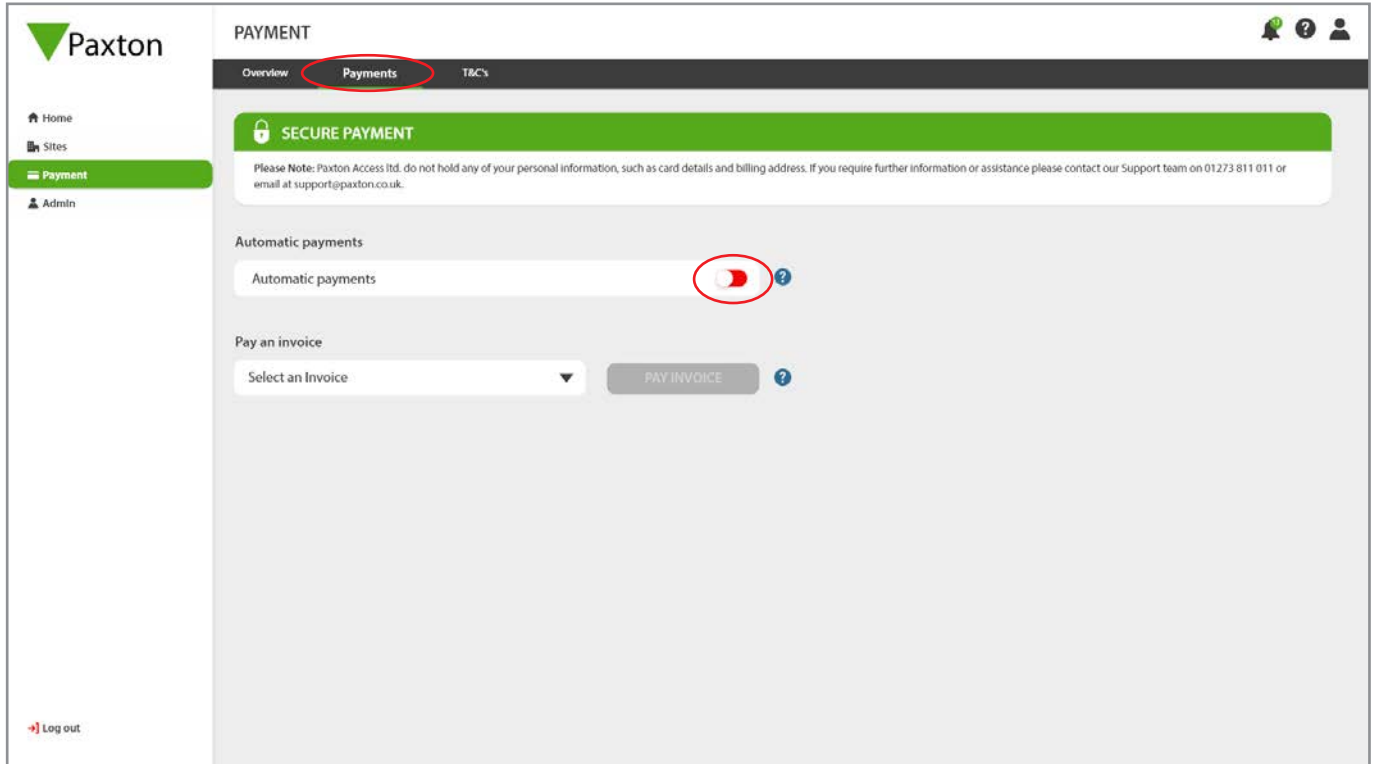 Paxton
PAYMENT
Overview Payments T&C's
Home
Sites
Payment
Admin
SECURE PAYMENT
Please Note: Paxton Access ltd. do not hold any of your personal information, such as card details and billing address. If you require further information or assistance please contact our Support team on 01273 811 011 or
email at support@paxton.co.uk.
Automatic payments
Automatic payments
Pay an invoice
Select an Invoice PAY INVOICE
Log out